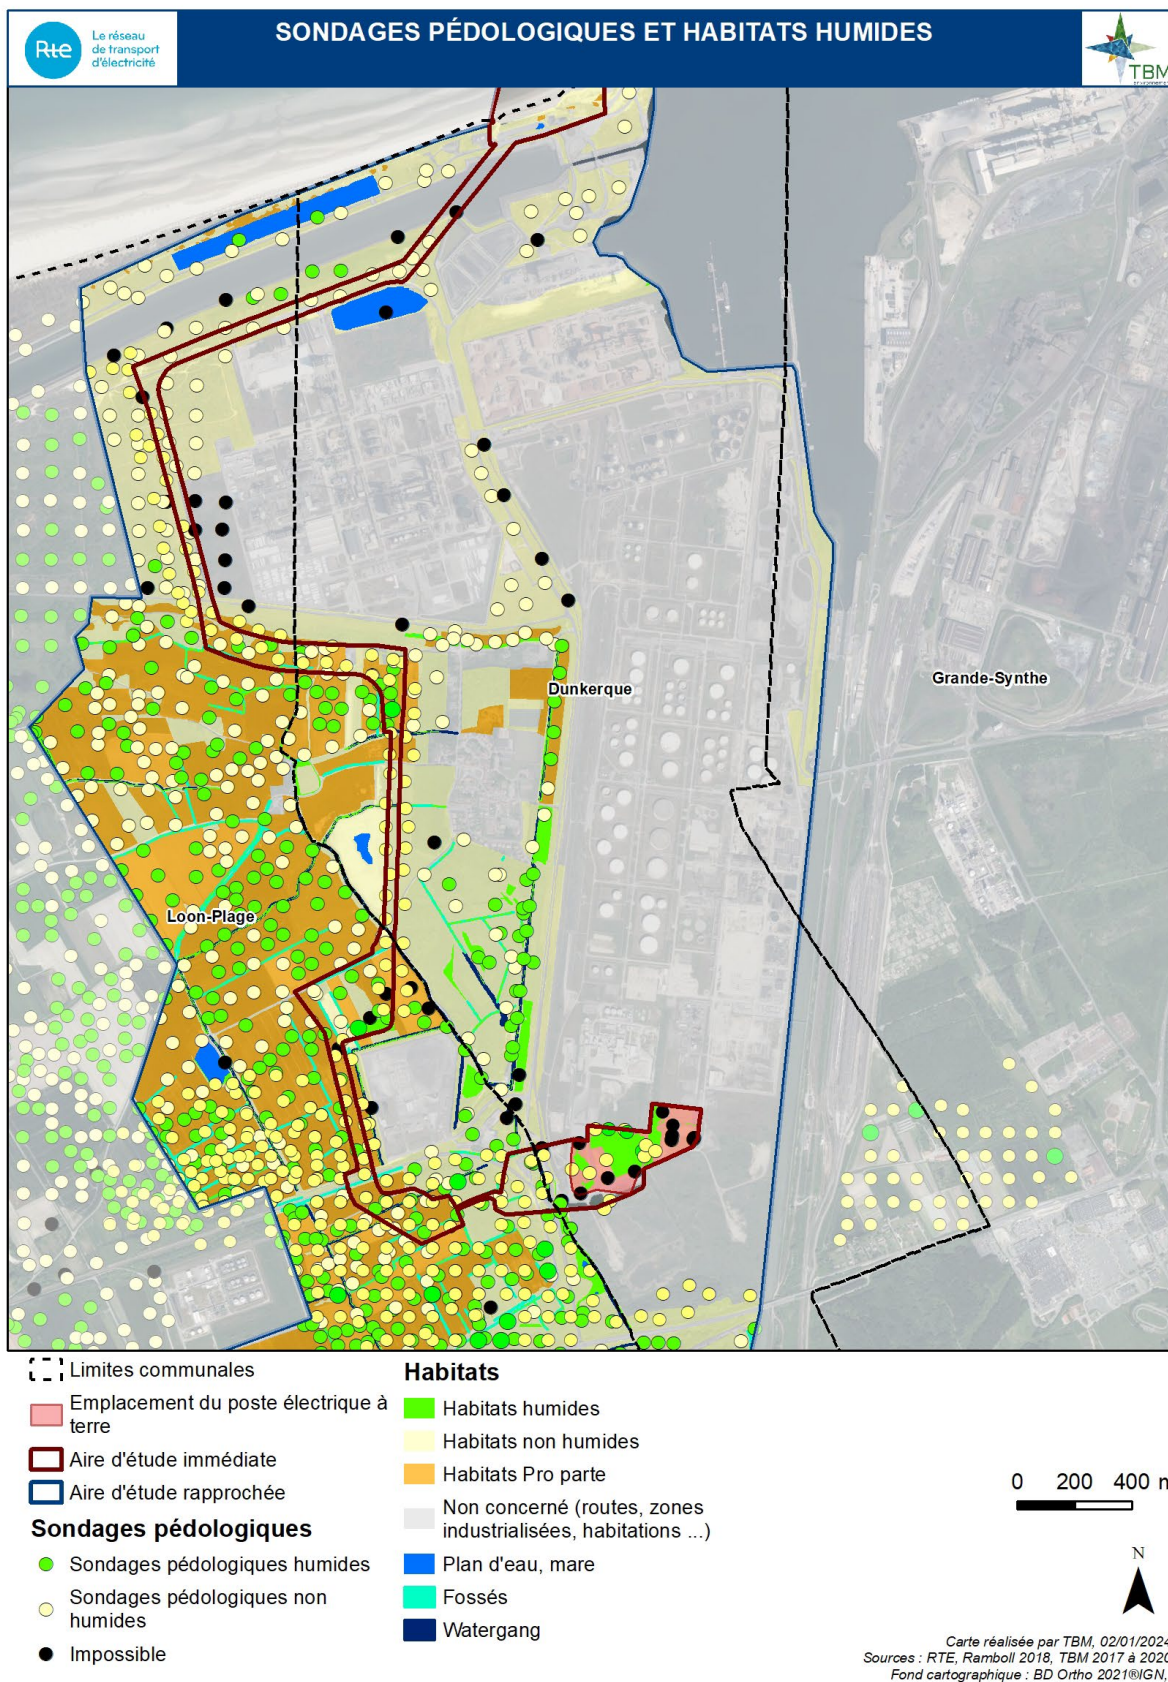 Rte
Le réseau
de transport
d'électricité
SONDAGES PÉDOLOGIQUES ET HABITATS HUMIDES
TBM
Dunkerque
Grande-Synthe
Loon-Plage
Limites communales
Emplacement du poste électrique à
terre
Aire d'étude immédiate
Aire d'étude rapprochée
Sondages pédologiques
Sondages pédologiques humides
Sondages pédologiques non
humides
Impossible
Habitats
Habitats humides
Habitats non humides
Habitats Pro parte
Non concerné (routes, zones
industrialisées, habitations ...)
Plan d'eau, mare
Fossés
Watergang
0 200 400 m
N
Carte réalisée par TBM, 02/01/2024
Sources : RTE, Ramboll 2018, TBM 2017 à 2020
Fond cartographique : BD Ortho 2021®IGN,